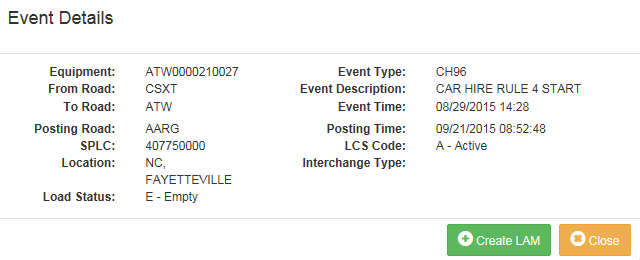 Event Details
Equipment: ATW0000210027 Event Type: CH96
From Road: CSXT Event Description: CAR HIRE RULE 4 START
To Road: ATW Event Time: 08/29/2015 14:28
Posting Road: AARG Posting Time: 09/21/2015 08:52:48
SPLC: 407750000 LCS Code: A - Active
Location: NC, Interchange Type:
FAYETTEVILLE
Load Status: E - Empty
Create LAM Close